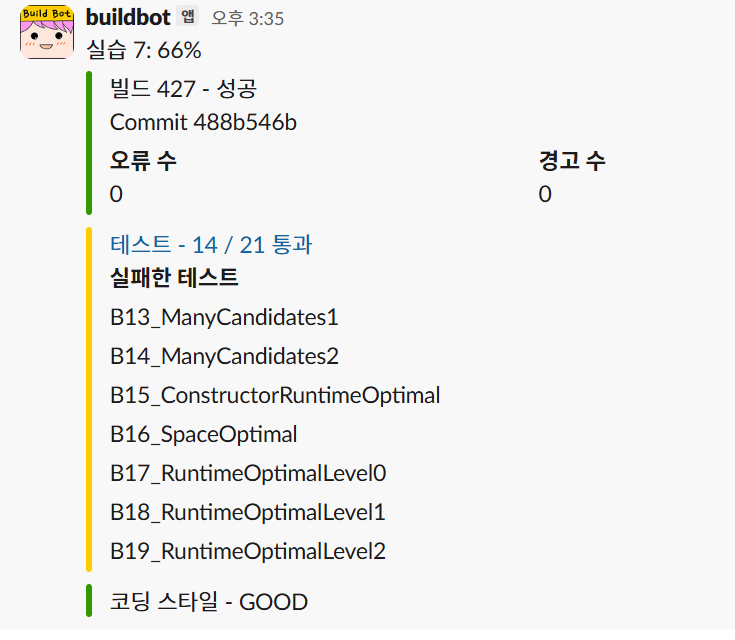 Build Bot
buildbot 앱 오후 3:35
실습 7: 66%
빌드 427 - 성공
Commit 488b546b
오류 수 경고 수
0 0
테스트 - 14 / 21 통과
실패한 테스트
B13_ManyCandidates1
B14_ManyCandidates2
B15_ConstructorRuntimeOptimal
B16_SpaceOptimal
B17_RuntimeOptimalLevel0
B18_RuntimeOptimalLevel1
B19_RuntimeOptimalLevel2
코딩 스타일 - GOOD